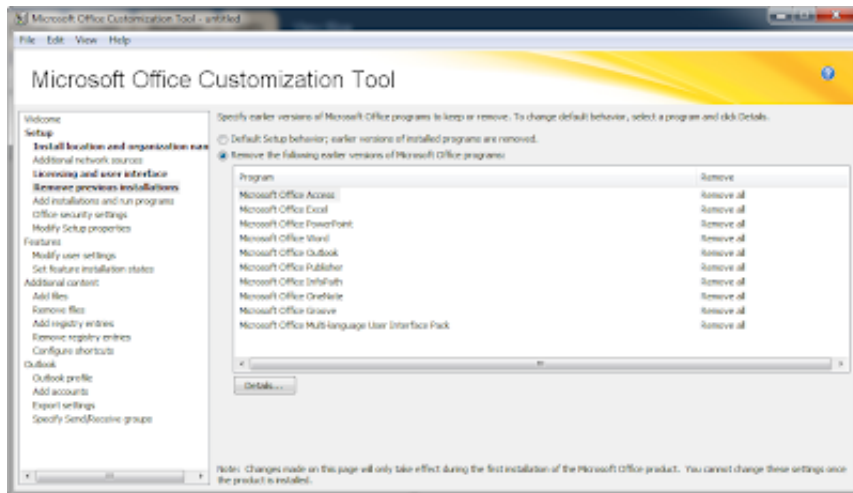 Microsoft Office Customization Tool - untitled
File Edit View Help
Microsoft Office Customization Tool
Welcome
Setup
Install location and organization nam
Additional network sources
Licensing and user interface
Remove previous installations
Add installations and run programs
Office security settings
Modify Setup properties
Features
Modify user settings
Set feature installation states
Additional content
Add files
Remove files
Add registry entries
Remove registry entries
Configure shortcuts
Outlook
Outlook profile
Add accounts
Export settings
Specify Send/Receive groups
Specify earlier versions of Microsoft Office programs to keep or remove. To change default behavior, select a program and click Details.
Default Setup behavior; earlier versions of installed programs are removed.
Remove the following earlier versions of Microsoft Office programs:
Program Remove
Microsoft Office Access Remove all
Microsoft Office Excel Remove all
Microsoft Office PowerPoint Remove all
Microsoft Office Word Remove all
Microsoft Office Outlook Remove all
Microsoft Office Publisher Remove all
Microsoft Office InfoPath Remove all
Microsoft Office OneNote Remove all
Microsoft Office Groove Remove all
Microsoft Office Multi-language User Interface Pack Remove all
Details...
Note: Changes made on this page will only take effect during the first installation of the Microsoft Office product. You cannot change these settings once
the product is installed.